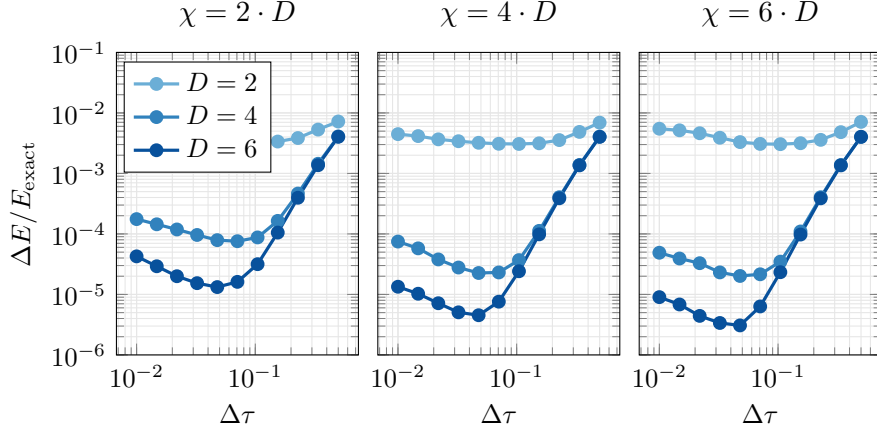 χ = 2 · D
χ = 4 · D
χ = 6 · D
ΔE/E_exact
10⁻¹
10⁻²
10⁻³
10⁻⁴
10⁻⁵
10⁻⁶
D = 2
D = 4
D = 6
10⁻² 10⁻¹
10⁻² 10⁻¹
10⁻² 10⁻¹
Δτ
Δτ
Δτ